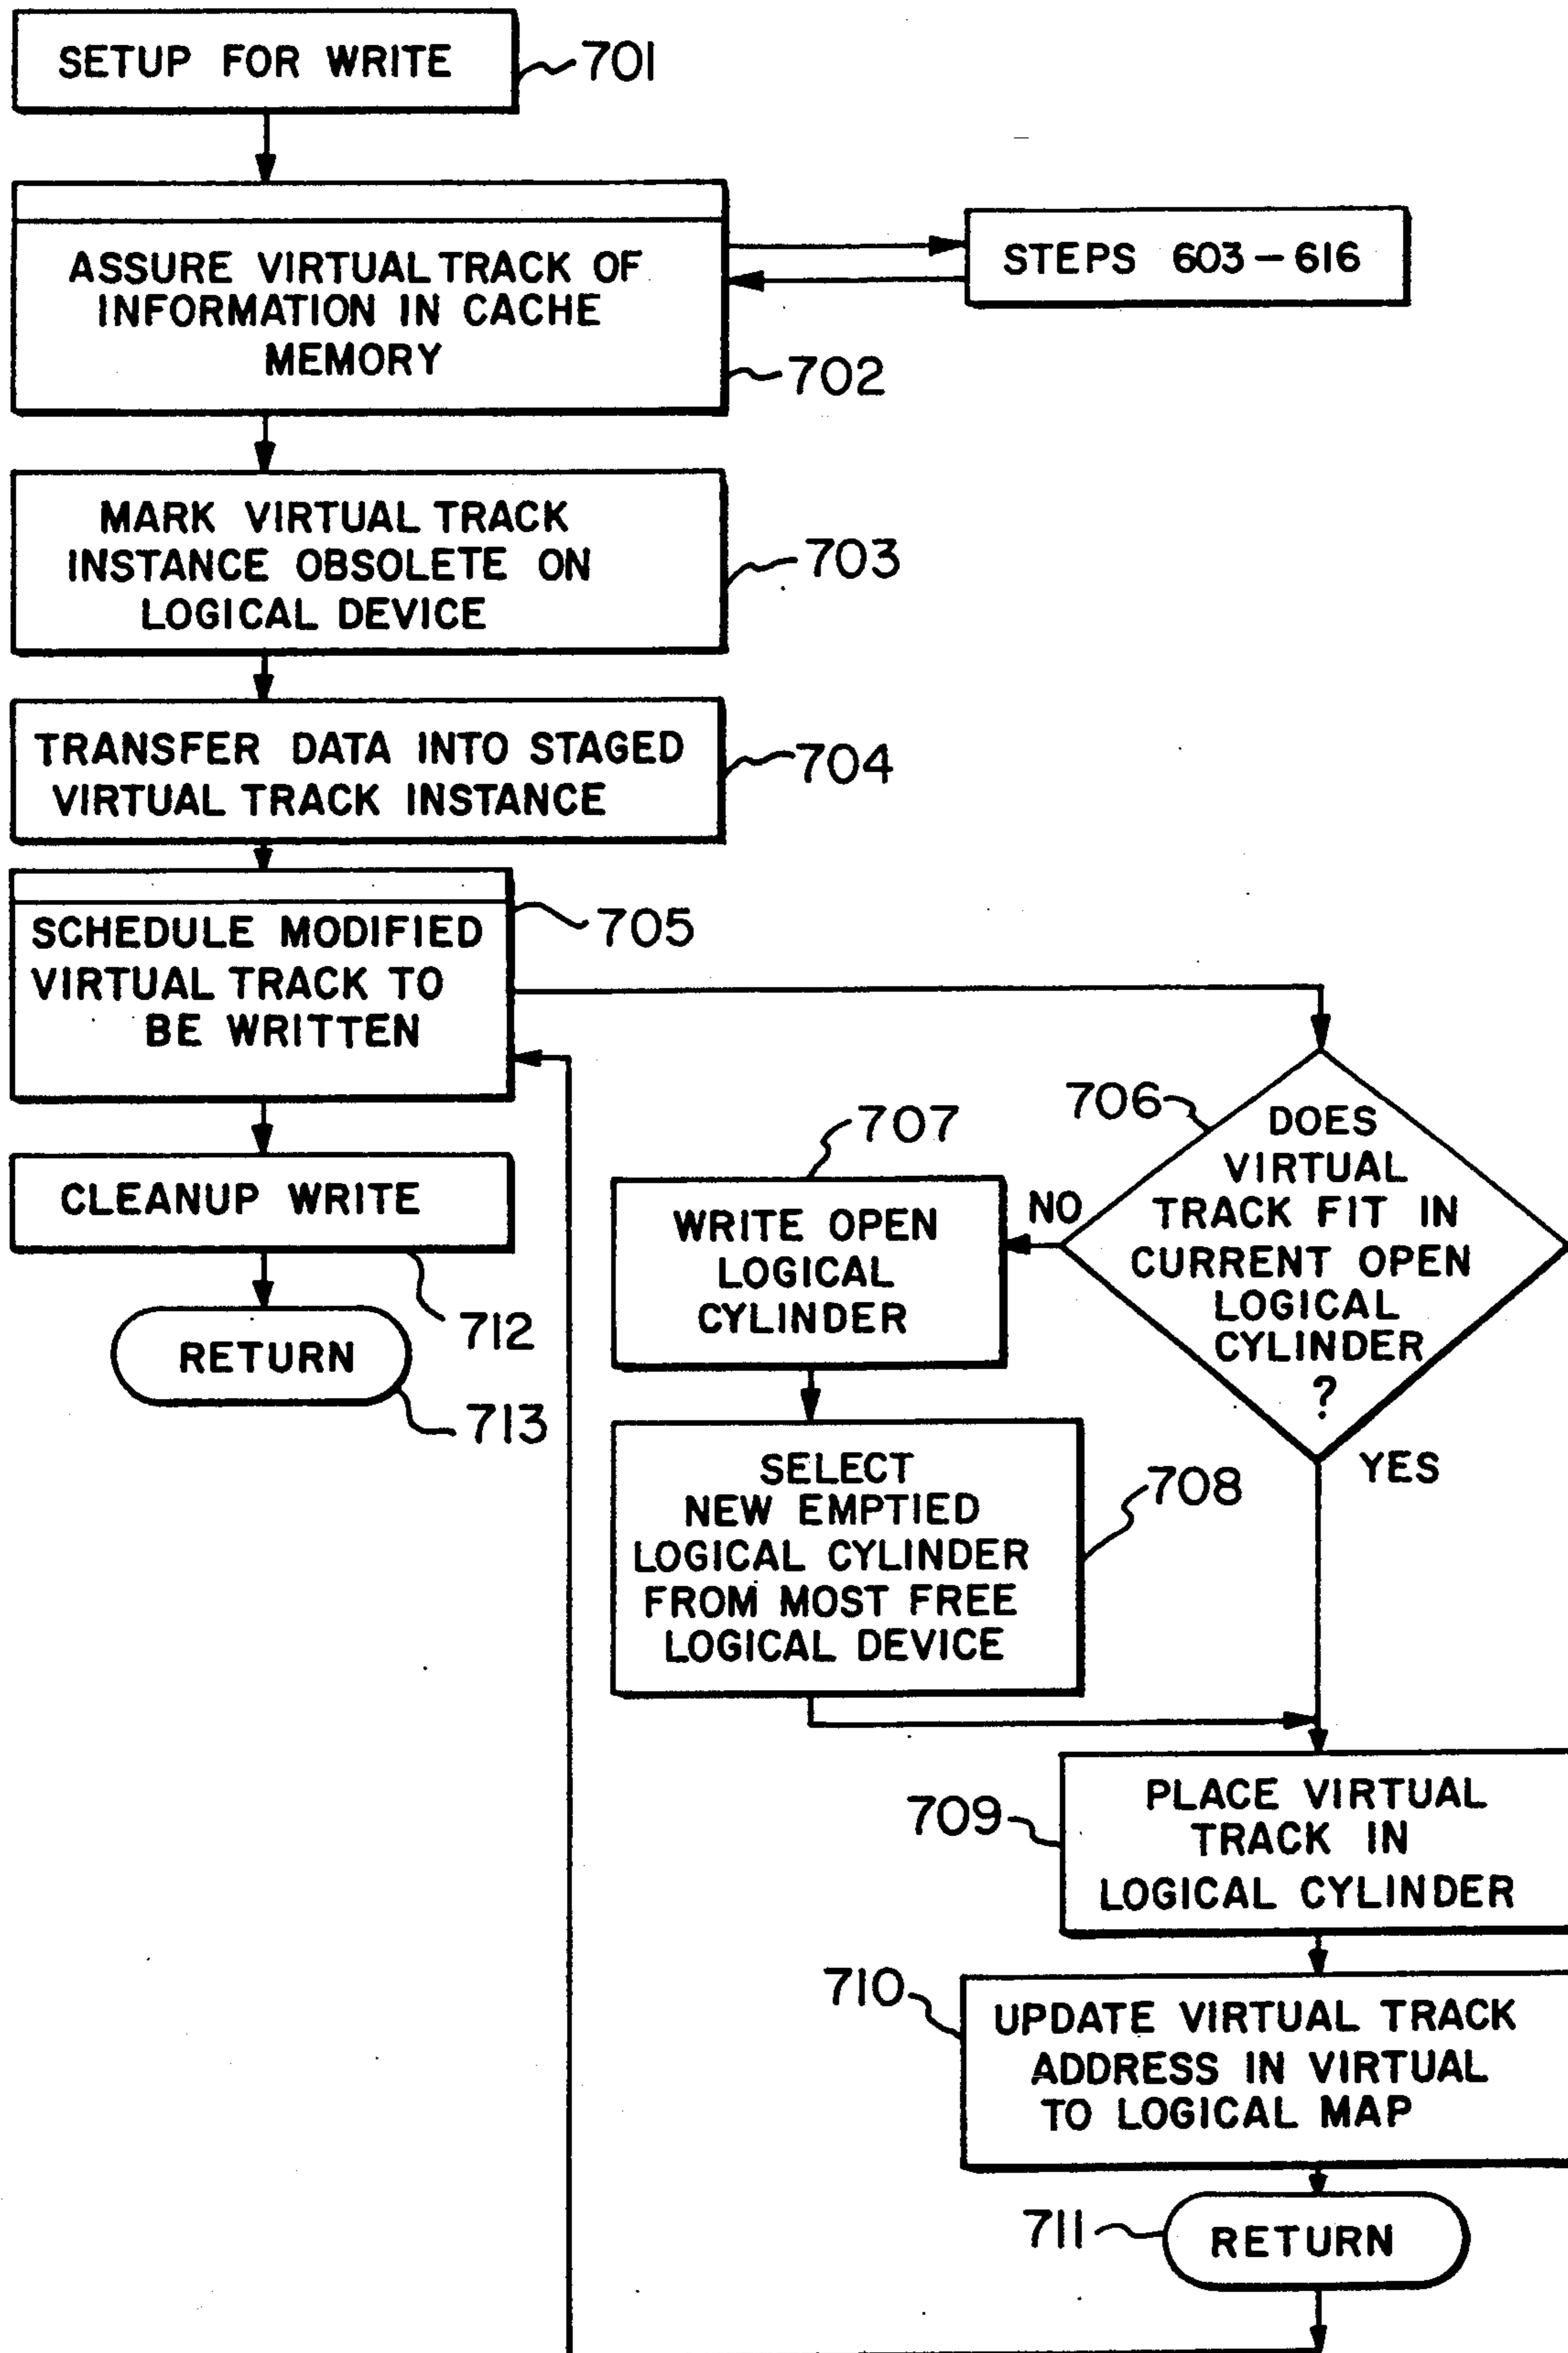 SETUP FOR WRITE
701
ASSURE VIRTUAL TRACK OF
INFORMATION IN CACHE
MEMORY
702
STEPS 603-616
MARK VIRTUAL TRACK
INSTANCE OBSOLETE ON
LOGICAL DEVICE
703
TRANSFER DATA INTO STAGED
VIRTUAL TRACK INSTANCE
704
SCHEDULE MODIFIED
VIRTUAL TRACK TO
BE WRITTEN
705
CLEANUP WRITE
712
RETURN
713
706
DOES
VIRTUAL
TRACK FIT IN
CURRENT OPEN
LOGICAL
CYLINDER
?
NO
YES
707
WRITE OPEN
LOGICAL
CYLINDER
SELECT
NEW EMPTIED
LOGICAL CYLINDER
FROM MOST FREE
LOGICAL DEVICE
708
709
PLACE VIRTUAL
TRACK IN
LOGICAL CYLINDER
710
UPDATE VIRTUAL TRACK
ADDRESS IN VIRTUAL
TO LOGICAL MAP
711
RETURN